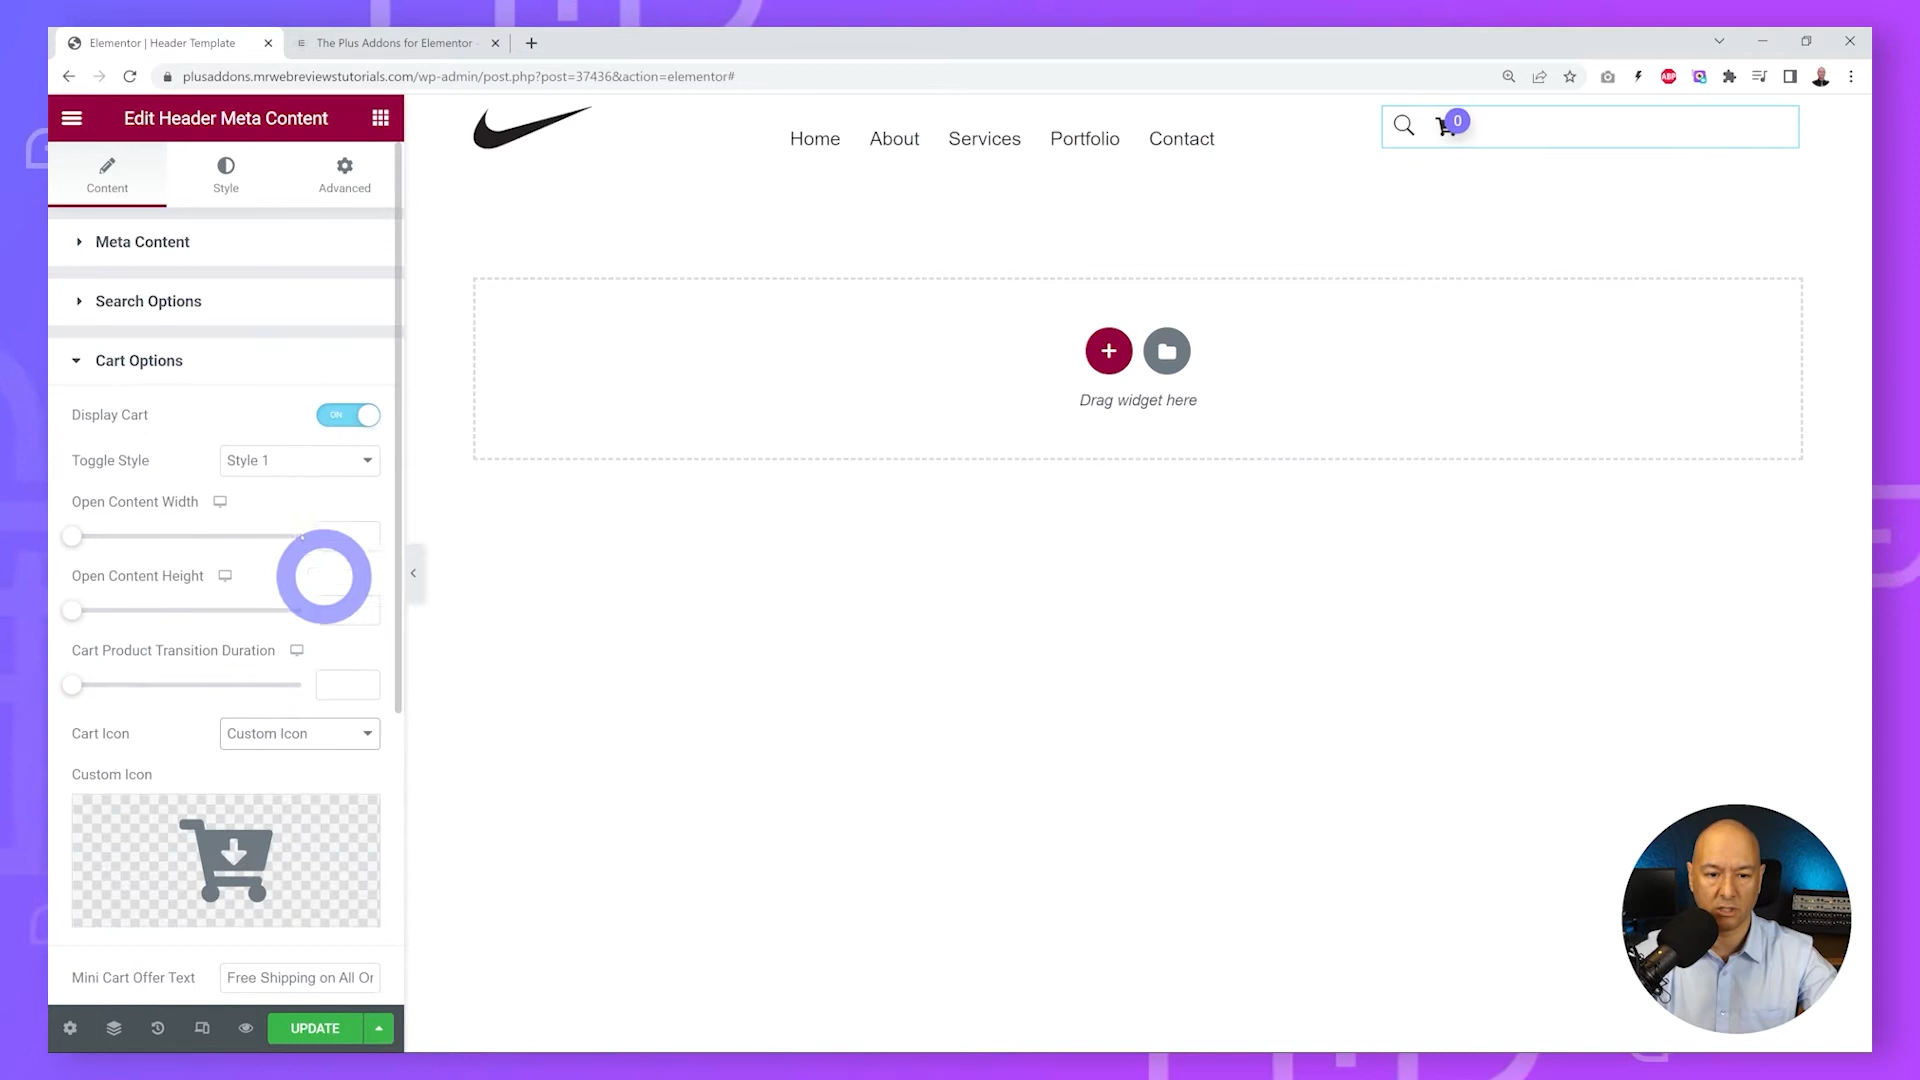 Elementor | Header Template
The Plus Addons for Elementor
plusaddons.mrwebreviewstutorials.com/wp-admin/post.php?post=37436&action=elementor#
ABP
Edit Header Meta Content
Content
Style
Advanced
Meta Content
Search Options
Cart Options
Display Cart
ON
Toggle Style
Style 1
Open Content Width
Open Content Height
Cart Product Transition Duration
Cart Icon
Custom Icon
Custom Icon
Mini Cart Offer Text
Free Shipping on All Or
UPDATE
Home
About
Services
Portfolio
Contact
0
Drag widget here